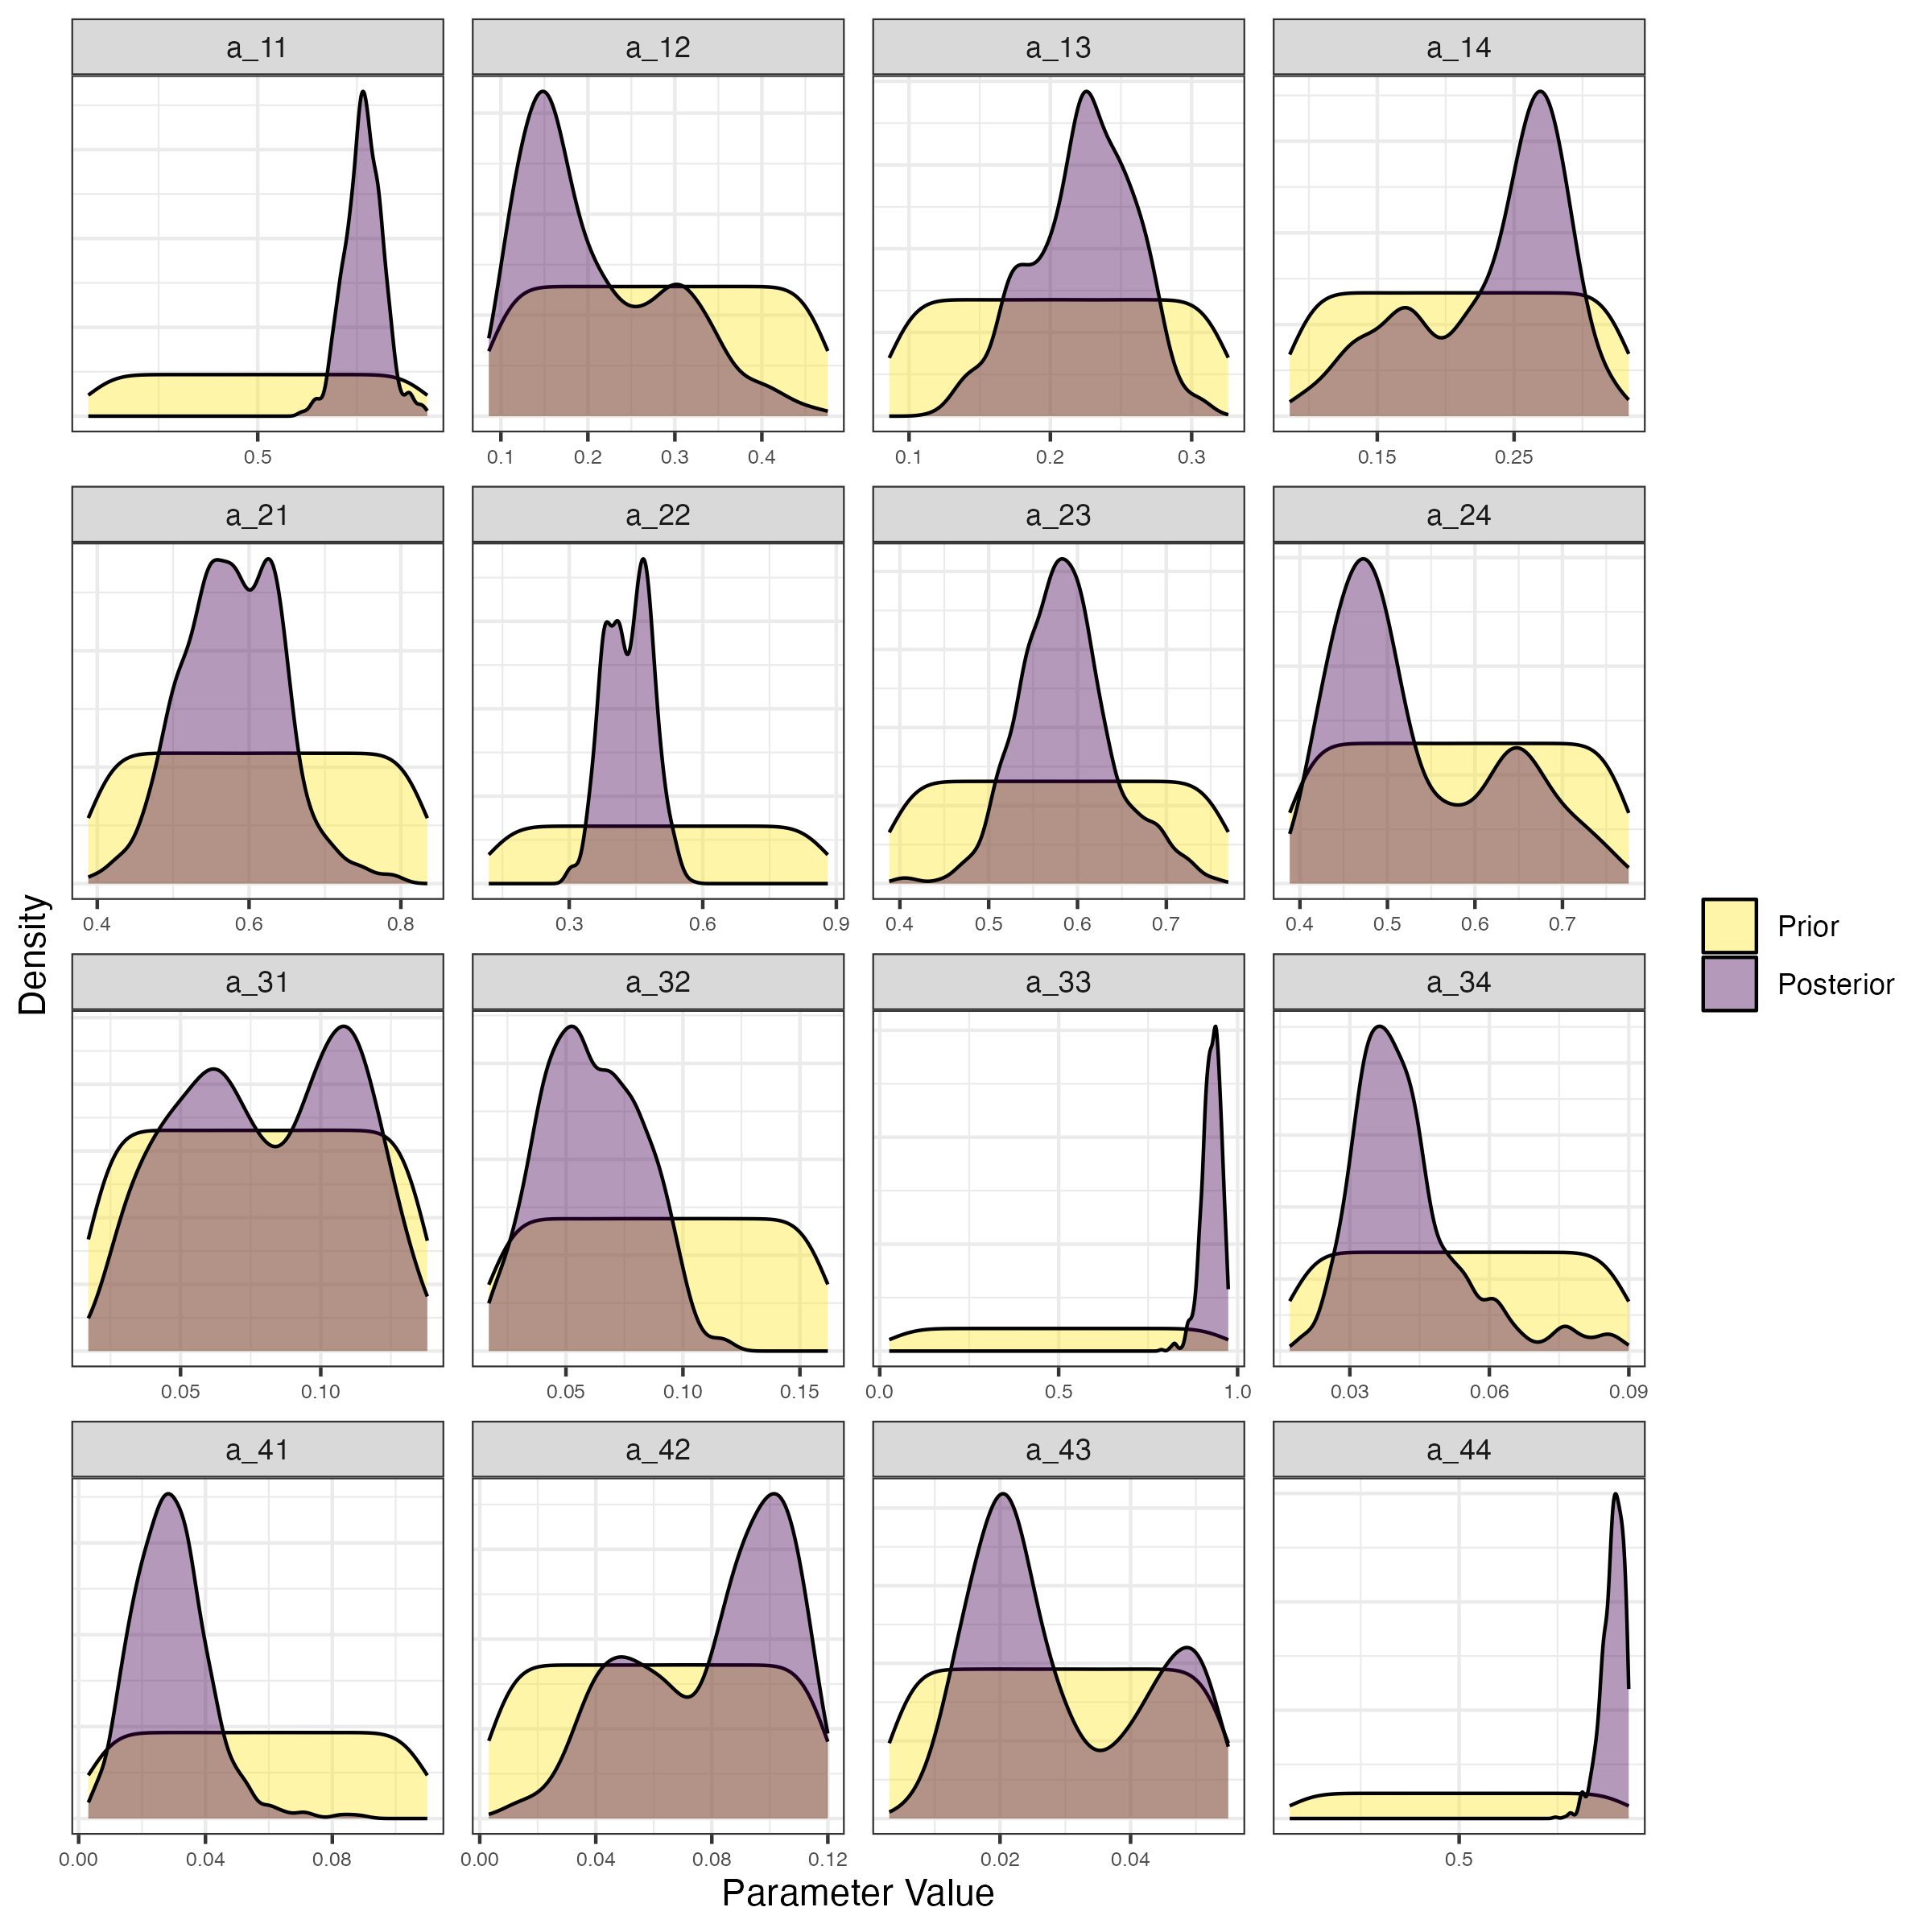 a_11 a_12 a_13 a_14
0.5 0.1 0.2 0.3 0.4 0.1 0.2 0.3 0.15 0.25
a_21 a_22 a_23 a_24
0.4 0.6 0.8 0.3 0.6 0.9 0.4 0.5 0.6 0.7 0.4 0.5 0.6 0.7
Density
Prior
Posterior
a_31 a_32 a_33 a_34
0.05 0.10 0.05 0.10 0.15 0.0 0.5 1.0 0.03 0.06 0.09
a_41 a_42 a_43 a_44
0.00 0.04 0.08 0.00 0.04 0.08 0.12 0.02 0.04 0.5
Parameter Value